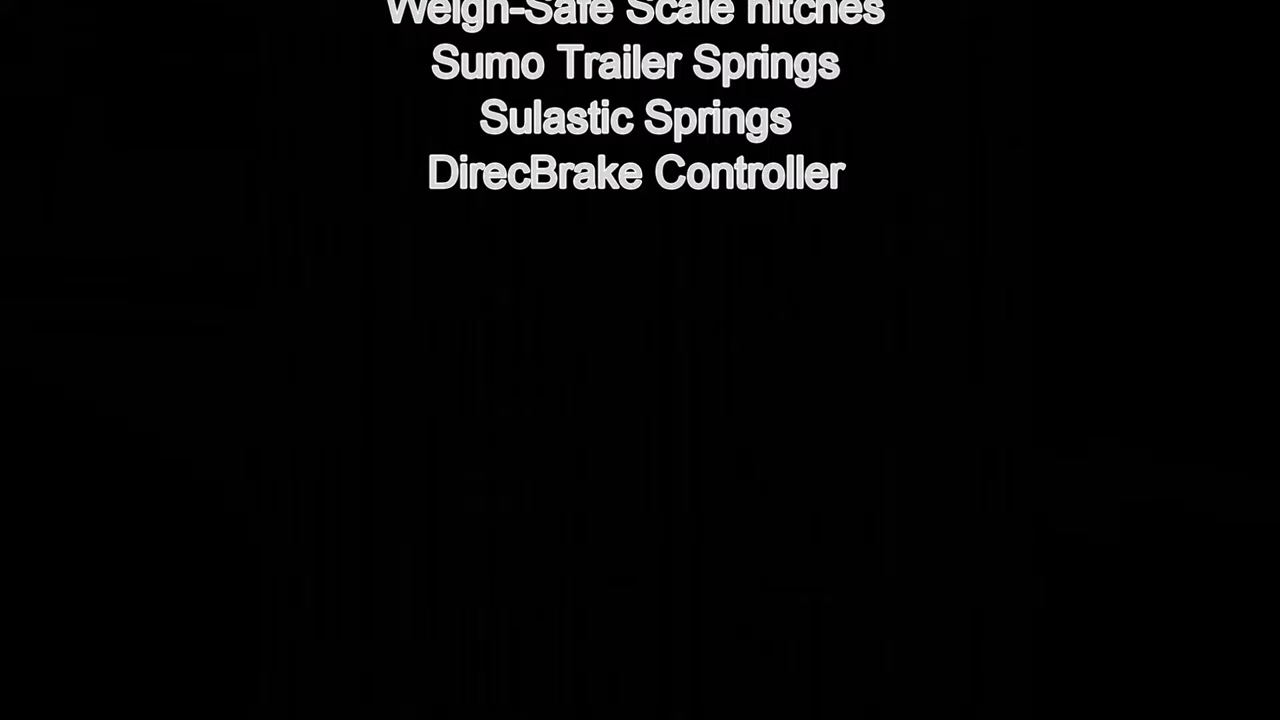 Weigh-Safe Scale hitches
Sumo Trailer Springs
Sulastic Springs
DirecBrake Controller